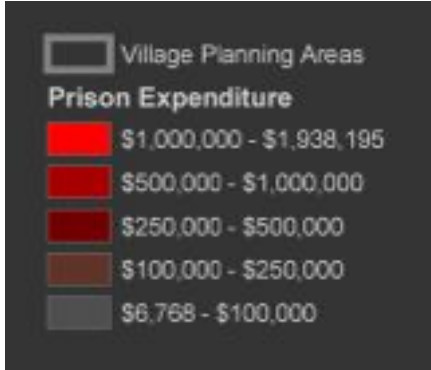 Village Planning Areas
Prison Expenditure
$1,000,000 - $1,938,195
$500,000 - $1,000,000
$250,000 - $500,000
$100,000 - $250,000
$6,768 - $100,000